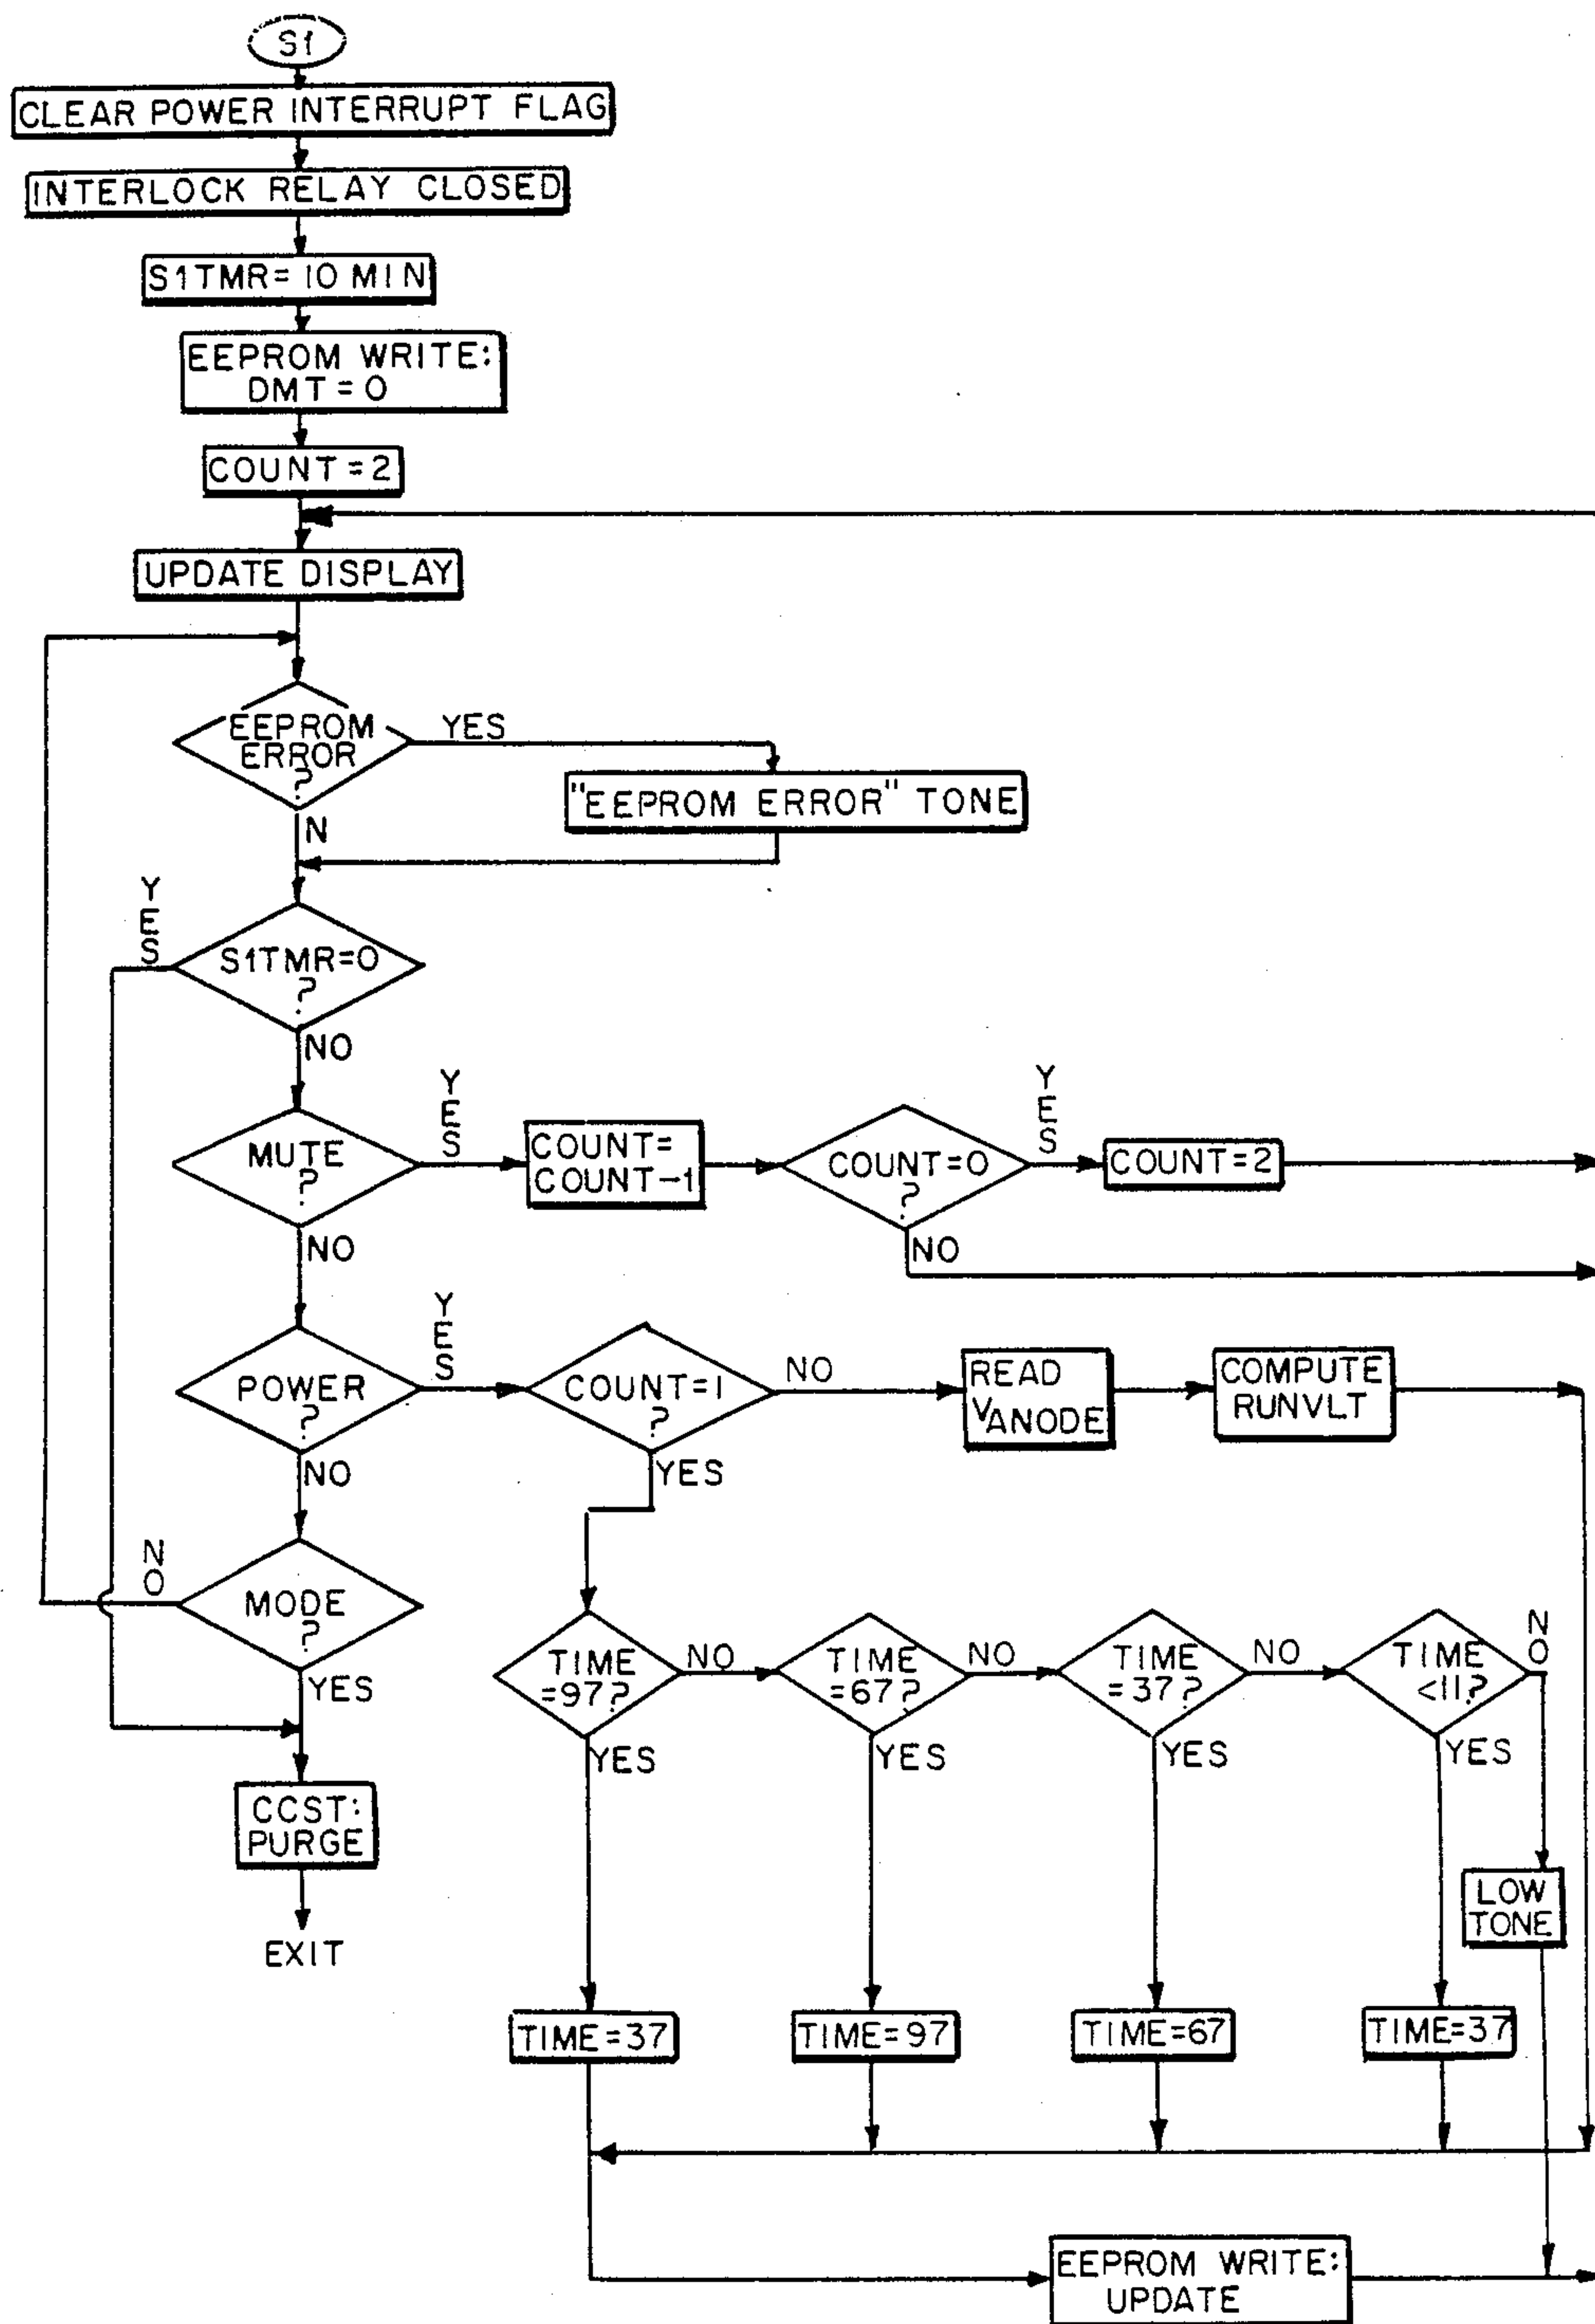 S1
CLEAR POWER INTERRUPT FLAG
INTERLOCK RELAY CLOSED
S1TMR= 10 MIN
EEPROM WRITE:
DMT = 0
COUNT = 2
UPDATE DISPLAY
EEPROM
ERROR
?
YES
"EEPROM ERROR" TONE
N
YES
S1TMR=0
?
NO
MUTE
?
YES
COUNT=
COUNT-1
COUNT=0
?
YES
COUNT=2
NO
NO
POWER
?
YES
COUNT=1
?
NO
READ
VANODE
COMPUTE
RUNVLT
NO
YES
MODE
?
NO
YES
TIME
=97?
NO
TIME
=67?
NO
TIME
=37?
NO
TIME
<11?
NO
YES
YES
YES
YES
CCST:
PURGE
EXIT
LOW
TONE
TIME=37
TIME=97
TIME=67
TIME=37
EEPROM WRITE:
UPDATE